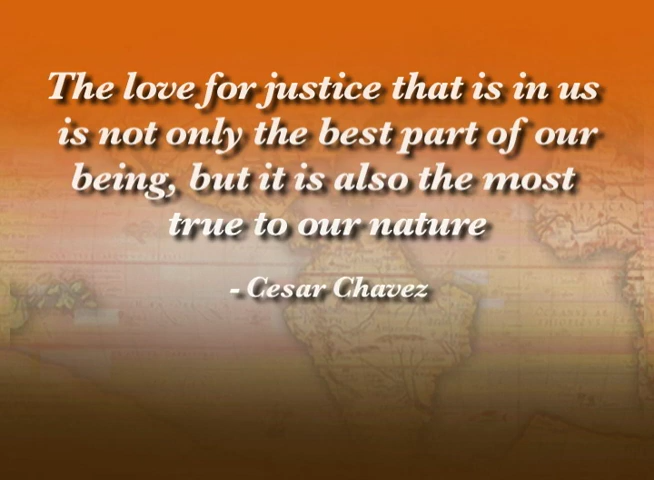 The love for justice that is in us
is not only the best part of our
being, but it is also the most
true to our nature
- Cesar Chavez